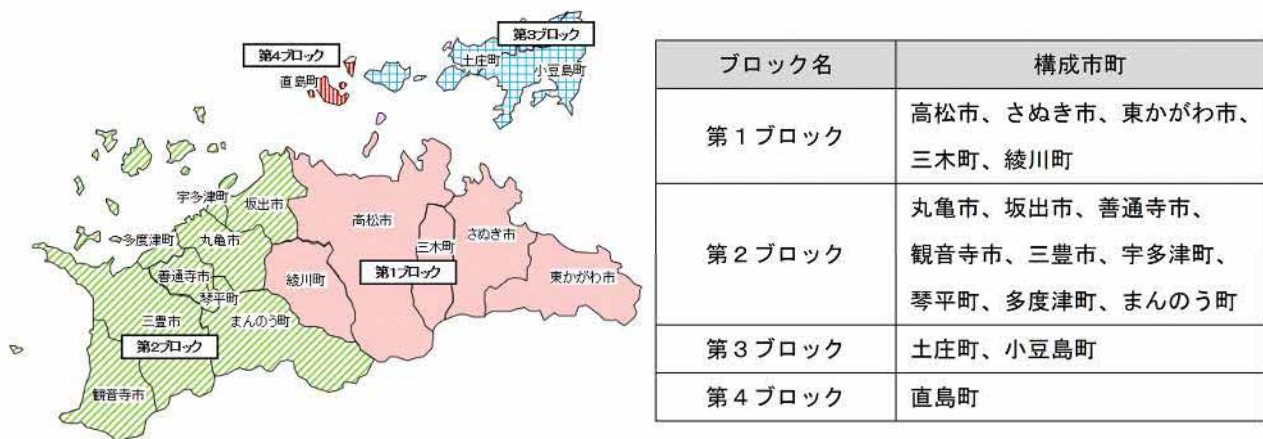 第3ブロック
第4ブロック
土庄町
小豆島町
直島町
宇多津町
坂出市
高松市
多度津町
丸亀市
三木町
さぬき市
善通寺市
綾川町
第1ブロック
東かがわ市
琴平町
三豊市
まんのう町
第2ブロック
観音寺市
ブロック名 構成市町
第1ブロック 高松市、さぬき市、東かがわ市、
三木町、綾川町
第2ブロック 丸亀市、坂出市、善通寺市、
観音寺市、三豊市、宇多津町、
琴平町、多度津町、まんのう町
第3ブロック 土庄町、小豆島町
第4ブロック 直島町